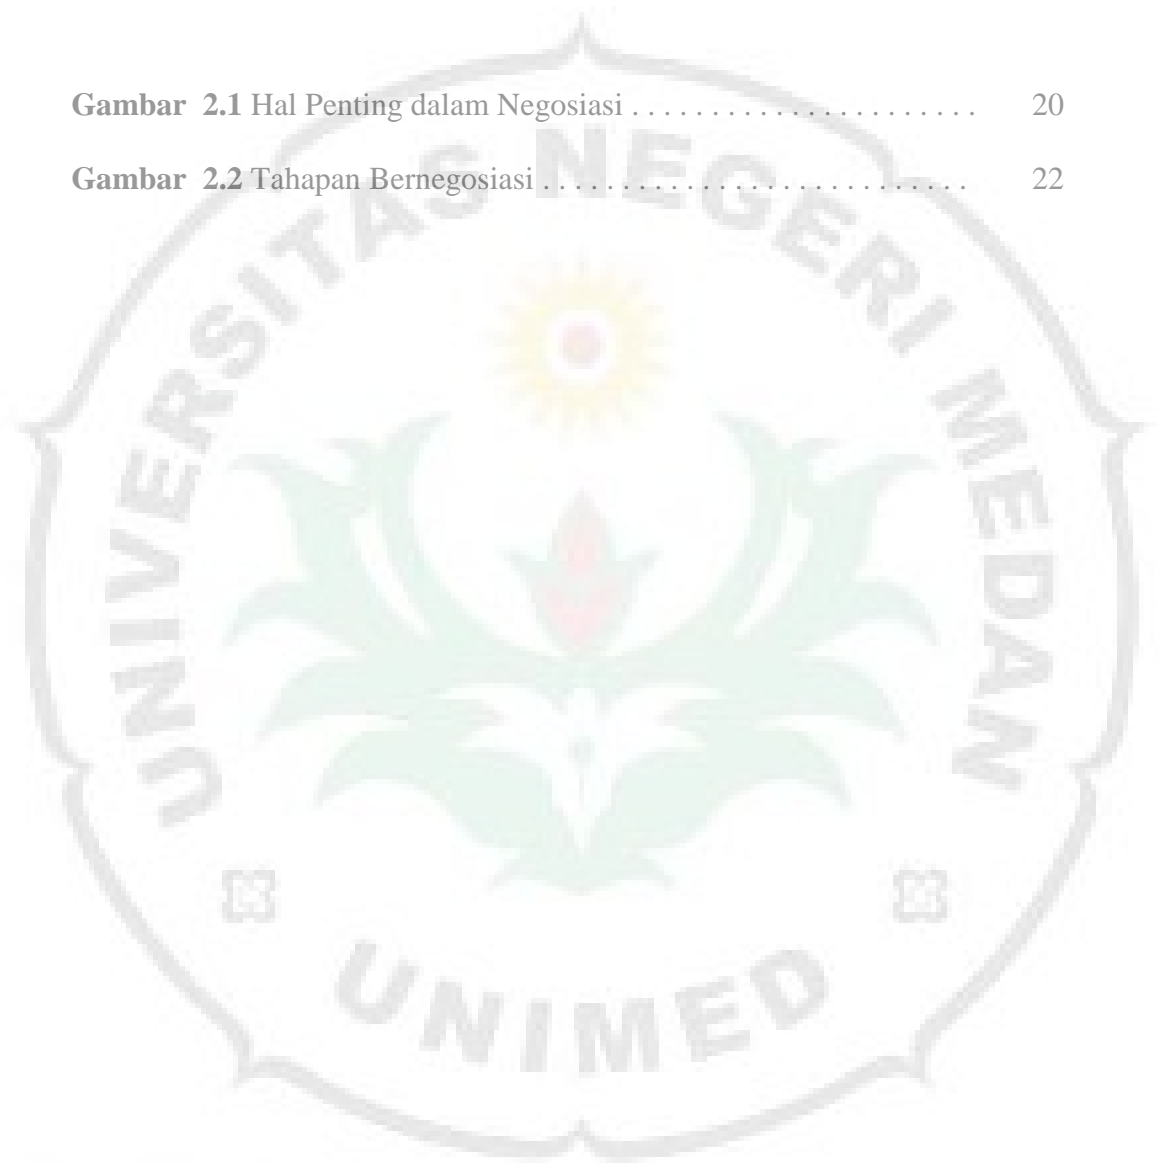 Gambar 2.1 Hal Penting dalam Negosiasi . . . . . . . . . . . . . . . . . . . . . . 20
Gambar 2.2 Tahapan Bernegosiasi . . . . . . . . . . . . . . . . . . . . . . . . . . . 22
UNIVERSITAS NEGERI MEDAN
UNIMED